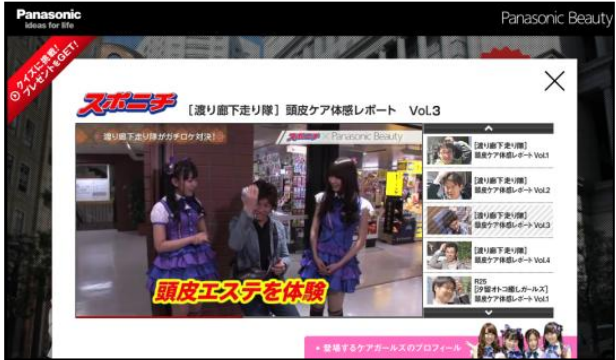 Panasonic
ideas for life
Panasonic Beauty
クイズに挑戦!
プレゼントをGET!
スポニチ
[渡り廊下走り隊] 頭皮ケア体感レポート Vol.3
渡り廊下走り隊がガチロケ対決!
スポニチ × Panasonic Beauty
頭皮エステを体験
[渡り廊下走り隊]
頭皮ケア体感レポート Vol.1
[渡り廊下走り隊]
頭皮ケア体感レポート Vol.2
[渡り廊下走り隊]
頭皮ケア体感レポート Vol.3
[渡り廊下走り隊]
頭皮ケア体感レポート Vol.4
R25
[汐留オトコ癒しガールズ]
頭皮ケア体感レポート Vol.1
登場するケアガールズのプロフィール